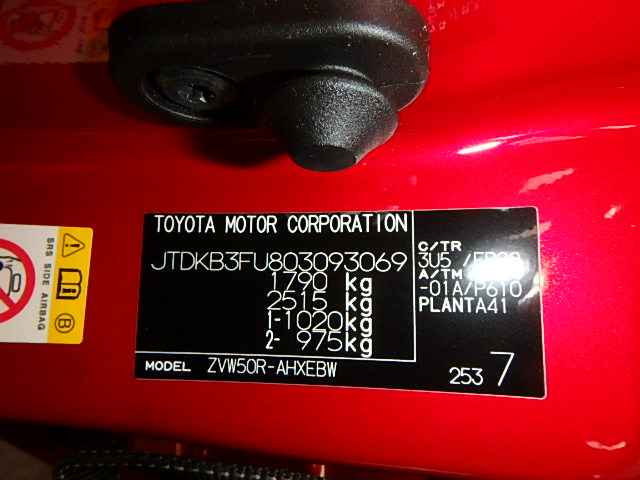 TOYOTA MOTOR CORPORATION
JTDKB3FU803093069
1790 kg
2515 kg
1-1020 kg
2- 975 kg
MODEL ZVW50R-AHXEBW
C/TR
3U5 /FB20
A/TM
-01A/P610
PLANTA41
253 7
SRS SIDE AIRBAG
B